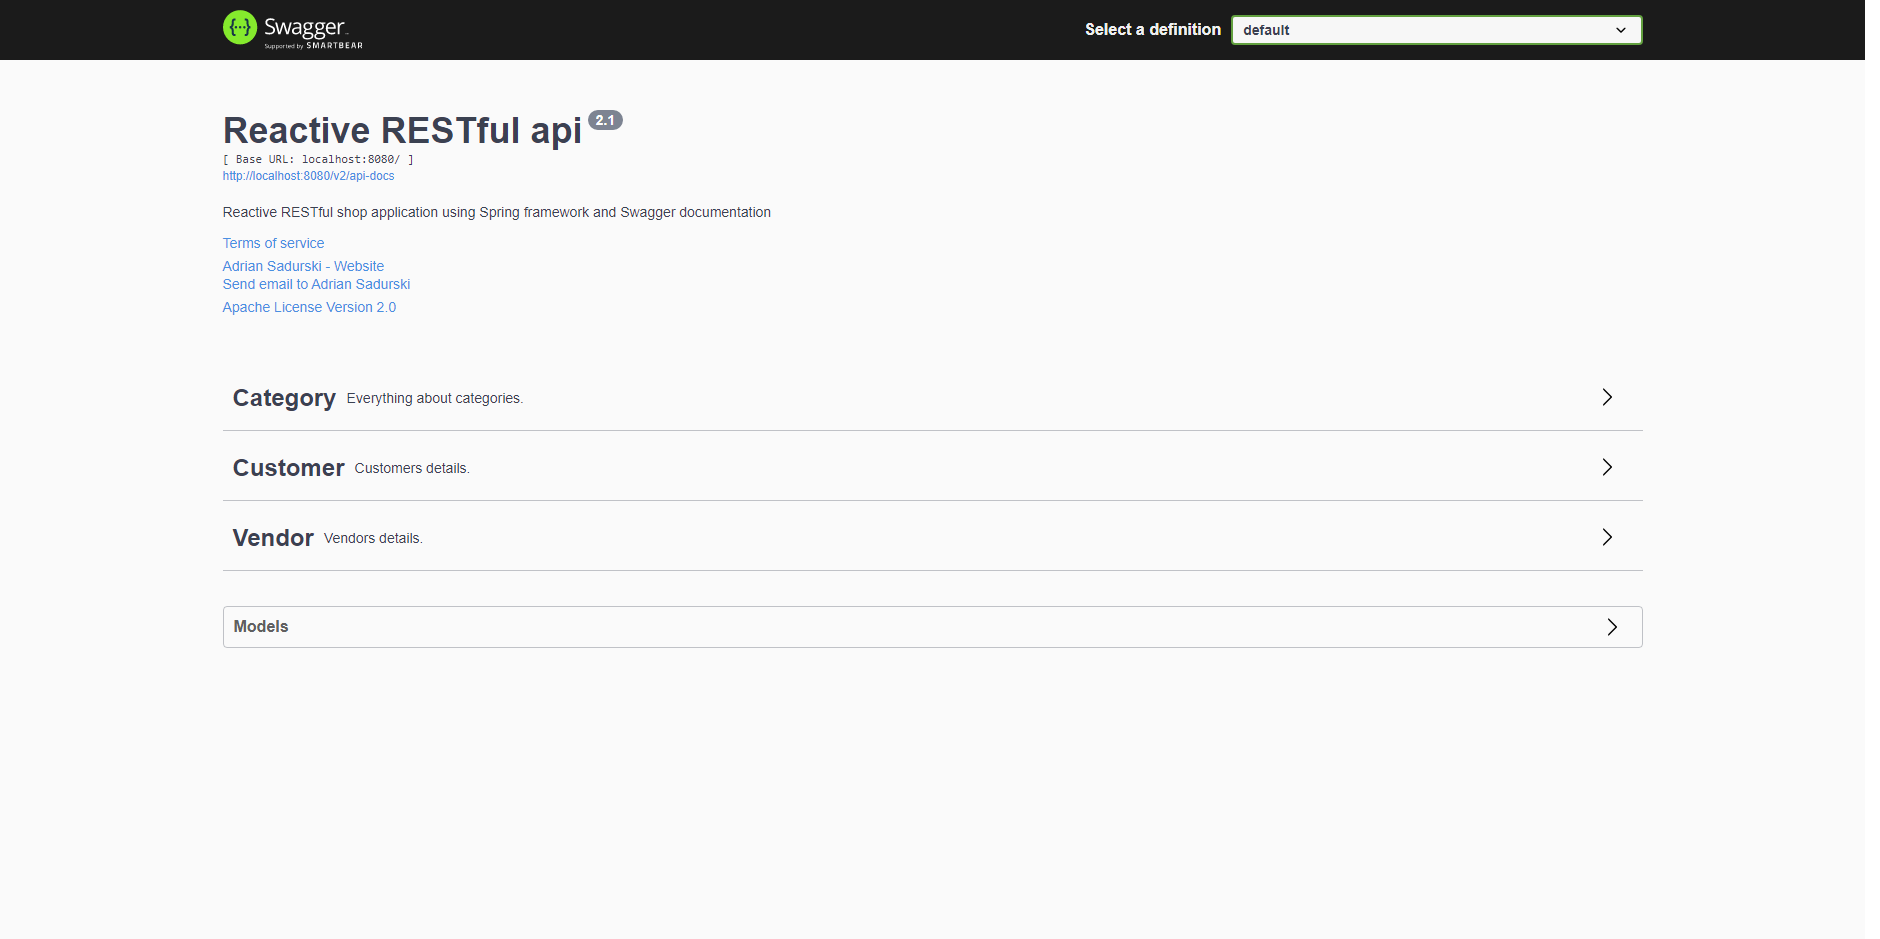 {···} Swagger
Supported by SMARTBEAR
Select a definition
default
Reactive RESTful api 2.1
[ Base URL: localhost:8080/ ]
http://localhost:8080/v2/api-docs
Reactive RESTful shop application using Spring framework and Swagger documentation
Terms of service
Adrian Sadurski - Website
Send email to Adrian Sadurski
Apache License Version 2.0
Category Everything about categories.
Customer Customers details.
Vendor Vendors details.
Models